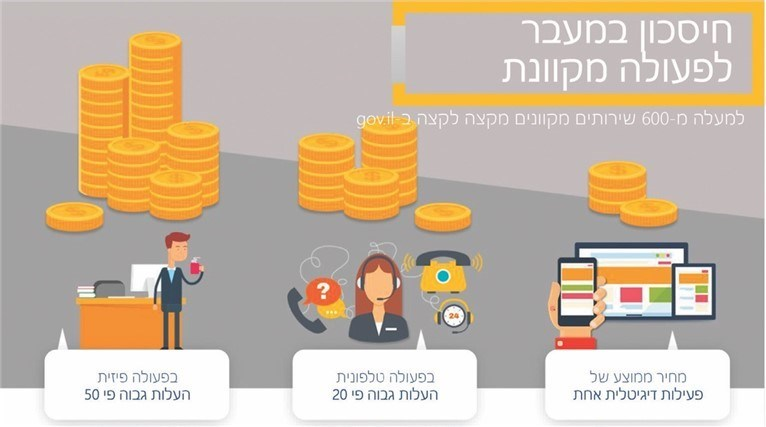 חיסכון במעבר
לפעולה מקוונת
למעלה מ-600 שירותים מקוונים מקצה לקצה ב-gov.il
מחיר ממוצע של
פעילות דיגיטלית אחת
בפעולה טלפונית
העלות גבוה פי 20
בפעולה פיזית
העלות גבוה פי 50
?
24